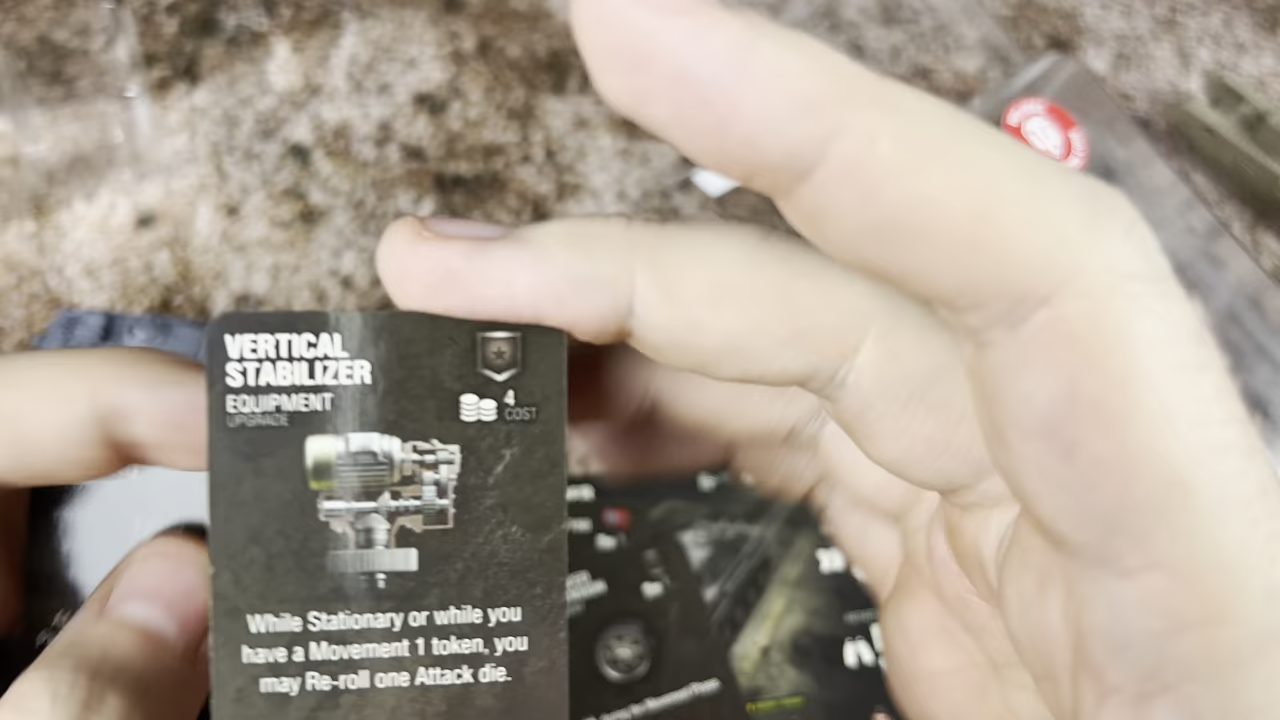 VERTICAL
STABILIZER
EQUIPMENT
UPGRADE
4
COST
While Stationary or while you
have a Movement 1 token, you
may Re-roll one Attack die.